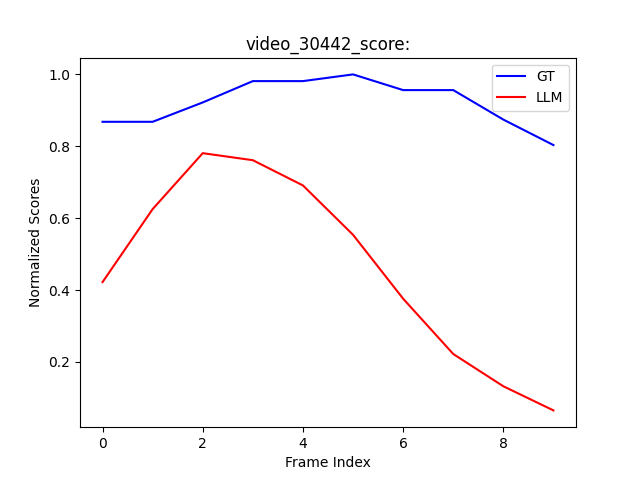 video_30442_score:
GT
LLM
1.0
0.8
0.6
0.4
0.2
Normalized Scores
0 2 4 6 8
Frame Index